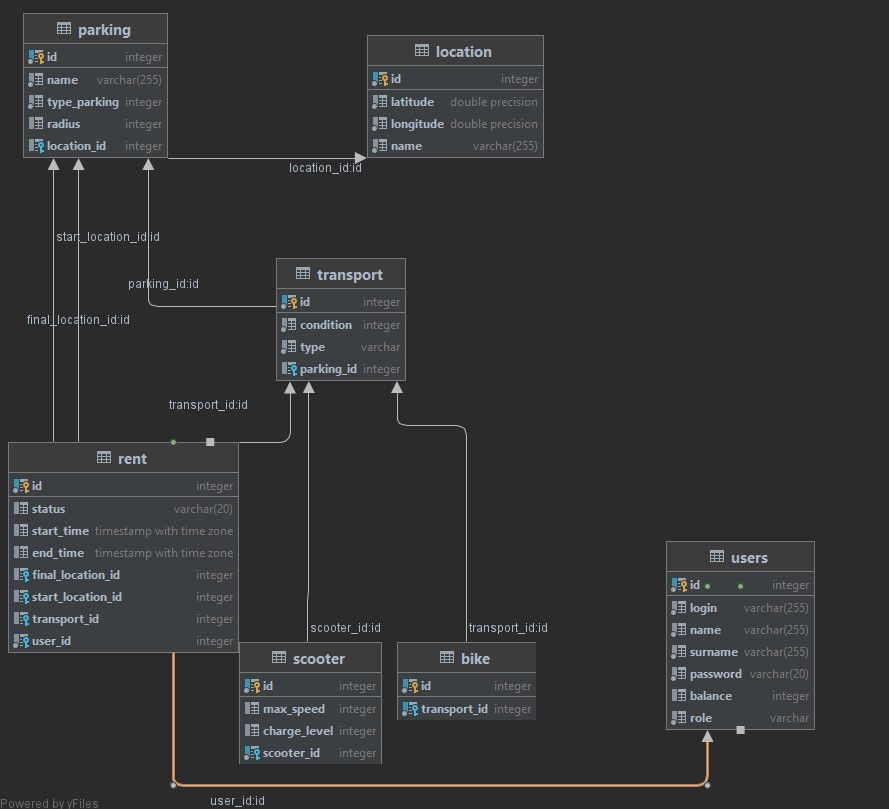 parking
id integer
name varchar(255)
type_parking integer
radius integer
location_id integer
location
id integer
latitude double precision
longitude double precision
name varchar(255)
location_id:id
start_location_id:id
parking_id:id
final_location_id:id
transport
id integer
condition integer
type varchar
parking_id integer
transport_id:id
rent
id integer
status varchar(20)
start_time timestamp with time zone
end_time timestamp with time zone
final_location_id integer
start_location_id integer
transport_id integer
user_id integer
users
id integer
login varchar(255)
name varchar(255)
surname varchar(255)
password varchar(20)
balance integer
role varchar
scooter_id:id
transport_id:id
scooter
id integer
max_speed integer
charge_level integer
scooter_id integer
bike
id integer
transport_id integer
user_id:id
Powered by yFiles